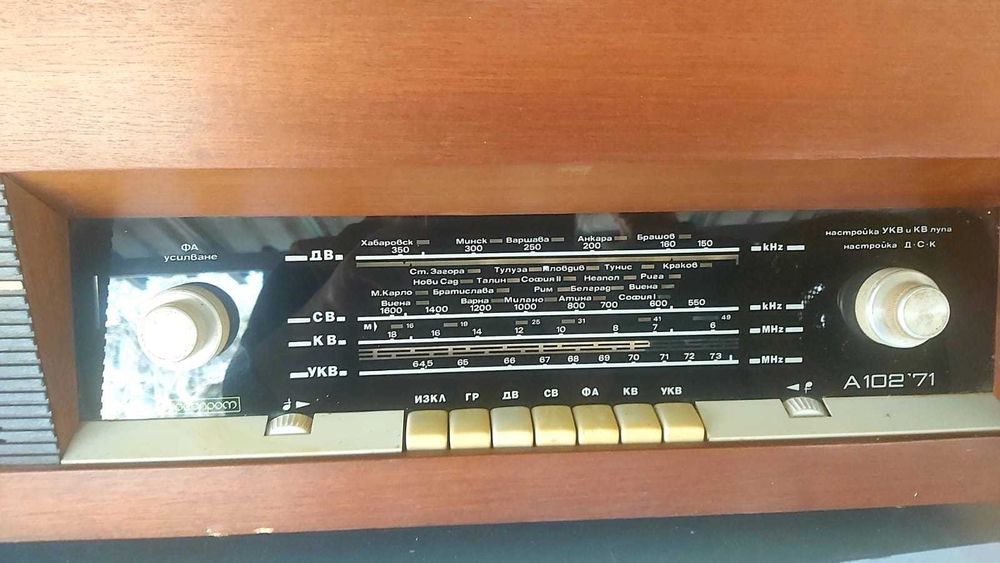 ФА
усилване
Хабаровск Минск Варшава Анкара Брашов
ДВ 350 300 250 200 160 150 kHz
Ст. Загора Тулуза Пловдив Тунис Краков
Нови Сад Талин София II Неапол Рига
М.Карло Братислава Рим Белград Виена
Виена Варна Милано Атина София I
СВ 1600 1400 1200 1000 800 700 600 550 kHz
м) 16 19 25 31 41 49
КВ 18 16 14 12 10 8 7 6 MHz
УКВ 64,5 65 66 67 68 69 70 71 72 73 MHz
настройка УКВ и КВ лупа
настройка Д·С·К
А102'71
ИЗКЛ ГР ДВ СВ ФА КВ УКВ